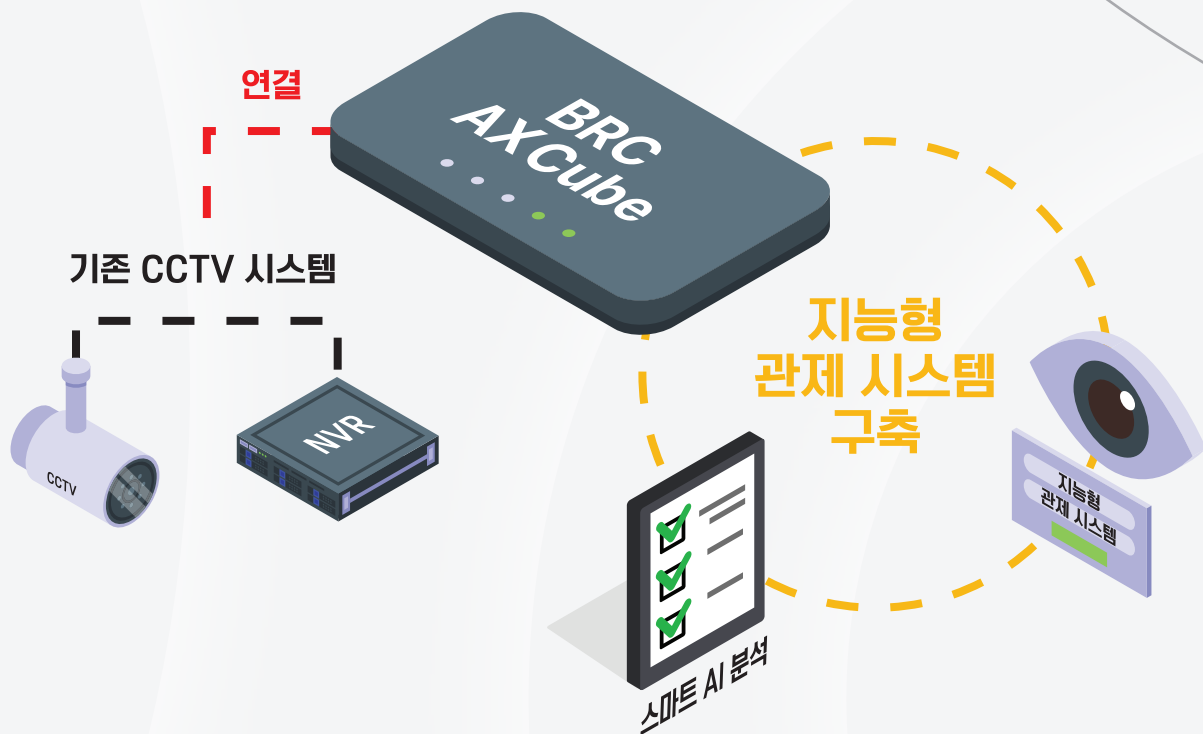 연결
BRC
AXCube
기존 CCTV 시스템
CCTV
NVR
지능형
관제 시스템
구축
지능형
관제 시스템
스마트 AI 분석